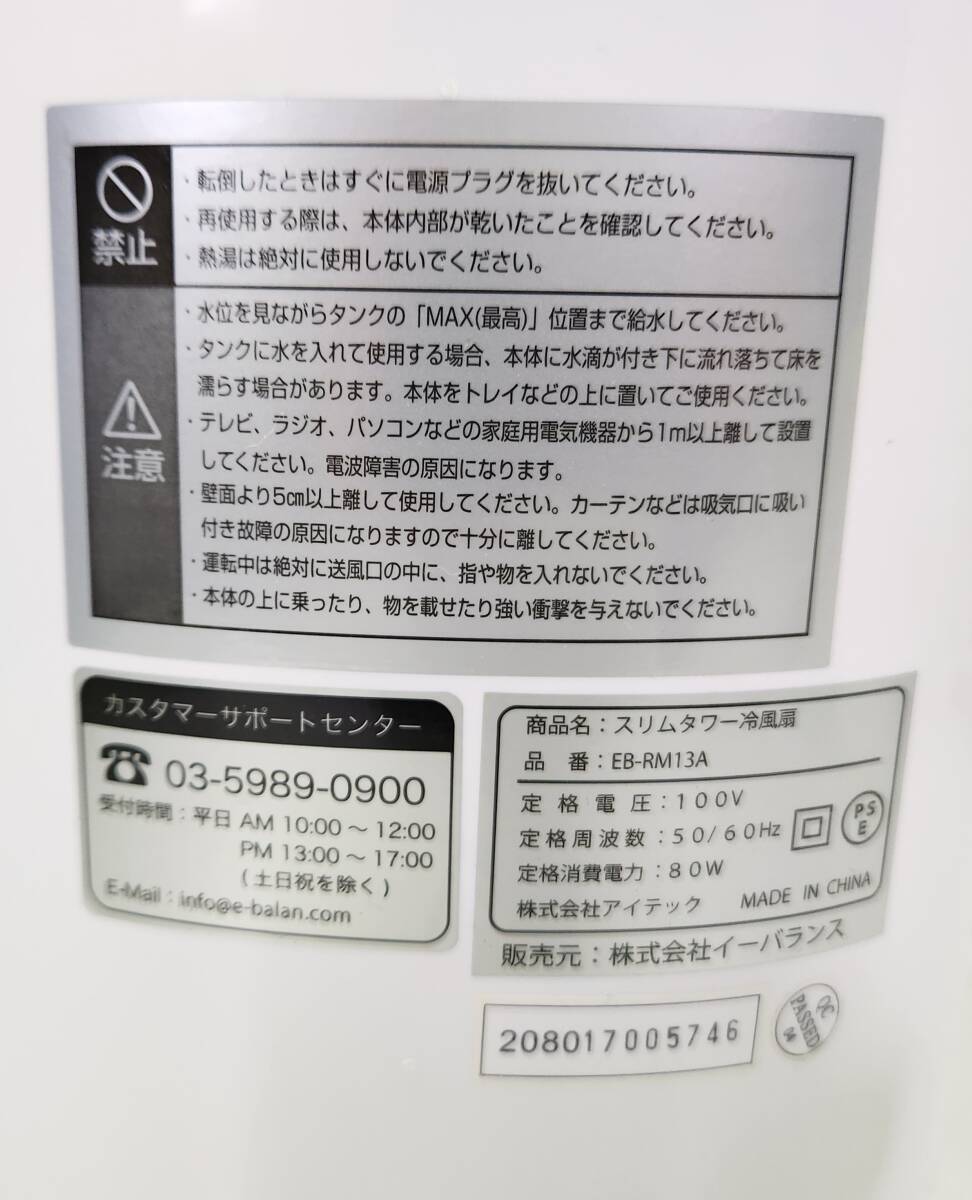 禁止
・転倒したときはすぐに電源プラグを抜いてください。
・再使用する際は、本体内部が乾いたことを確認してください。
・熱湯は絶対に使用しないでください。
注意
・水位を見ながらタンクの「MAX(最高)」位置まで給水してください。
・タンクに水を入れて使用する場合、本体に水滴が付き下に流れ落ちて床を
濡らす場合があります。本体をトレイなどの上に置いてご使用ください。
・テレビ、ラジオ、パソコンなどの家庭用電気機器から1m以上離して設置
してください。電波障害の原因になります。
・壁面より5cm以上離して使用してください。カーテンなどは吸気口に吸い
付き故障の原因になりますので十分に離してください。
・運転中は絶対に送風口の中に、指や物を入れないでください。
・本体の上に乗ったり、物を載せたり強い衝撃を与えないでください。
カスタマーサポートセンター
03-5989-0900
受付時間：平日 AM 10:00～12:00
PM 13:00～17:00
(土日祝を除く)
E-Mail：info@e-balan.com
商品名：スリムタワー冷風扇
品 番：EB-RM13A
定格電圧：100V
定格周波数：50/60Hz
定格消費電力：80W
PS
E
株式会社アイテック MADE IN CHINA
販売元：株式会社イーバランス
208017005746
QC
PASSED
04